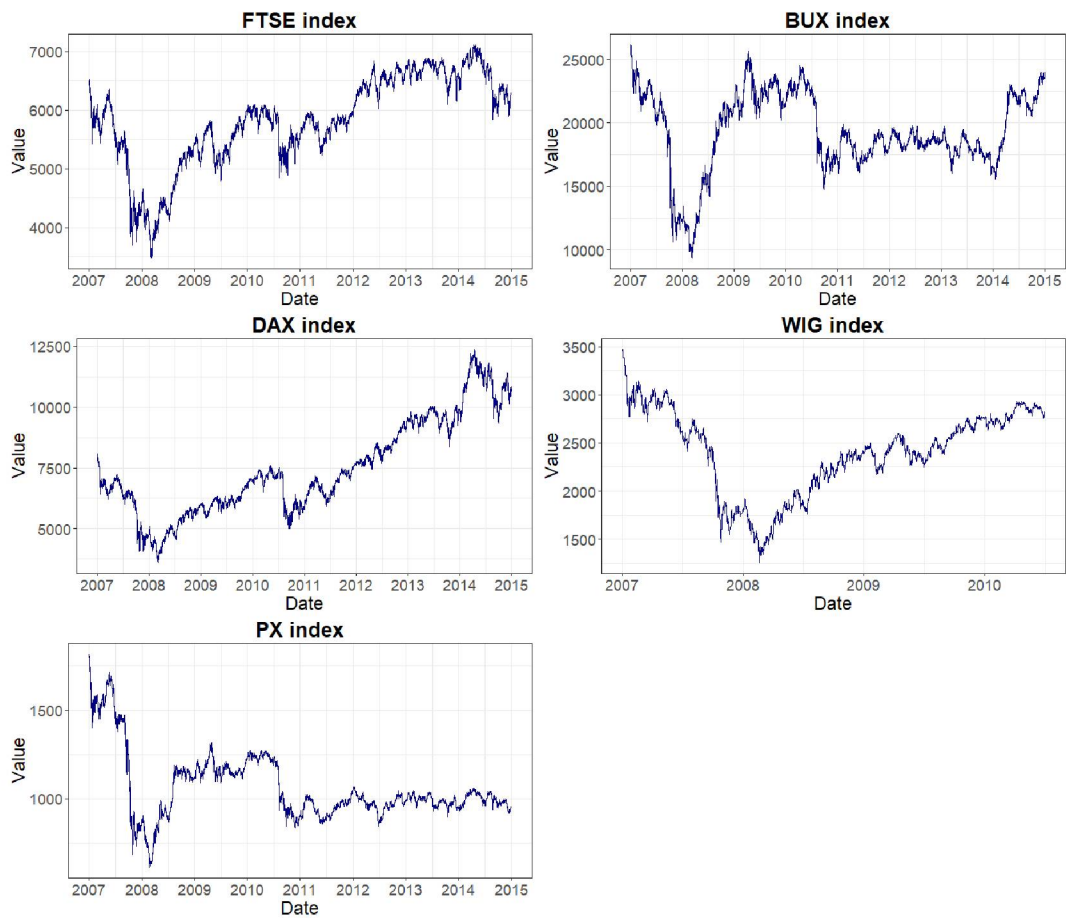 FTSE index
7000
6000
5000
4000
Value
2007 2008 2009 2010 2011 2012 2013 2014 2015
Date
BUX index
25000
20000
15000
10000
Value
2007 2008 2009 2010 2011 2012 2013 2014 2015
Date
DAX index
12500
10000
7500
5000
Value
2007 2008 2009 2010 2011 2012 2013 2014 2015
Date
WIG index
3500
3000
2500
2000
1500
Value
2007 2008 2009 2010
Date
PX index
1500
1000
Value
2007 2008 2009 2010 2011 2012 2013 2014 2015
Date